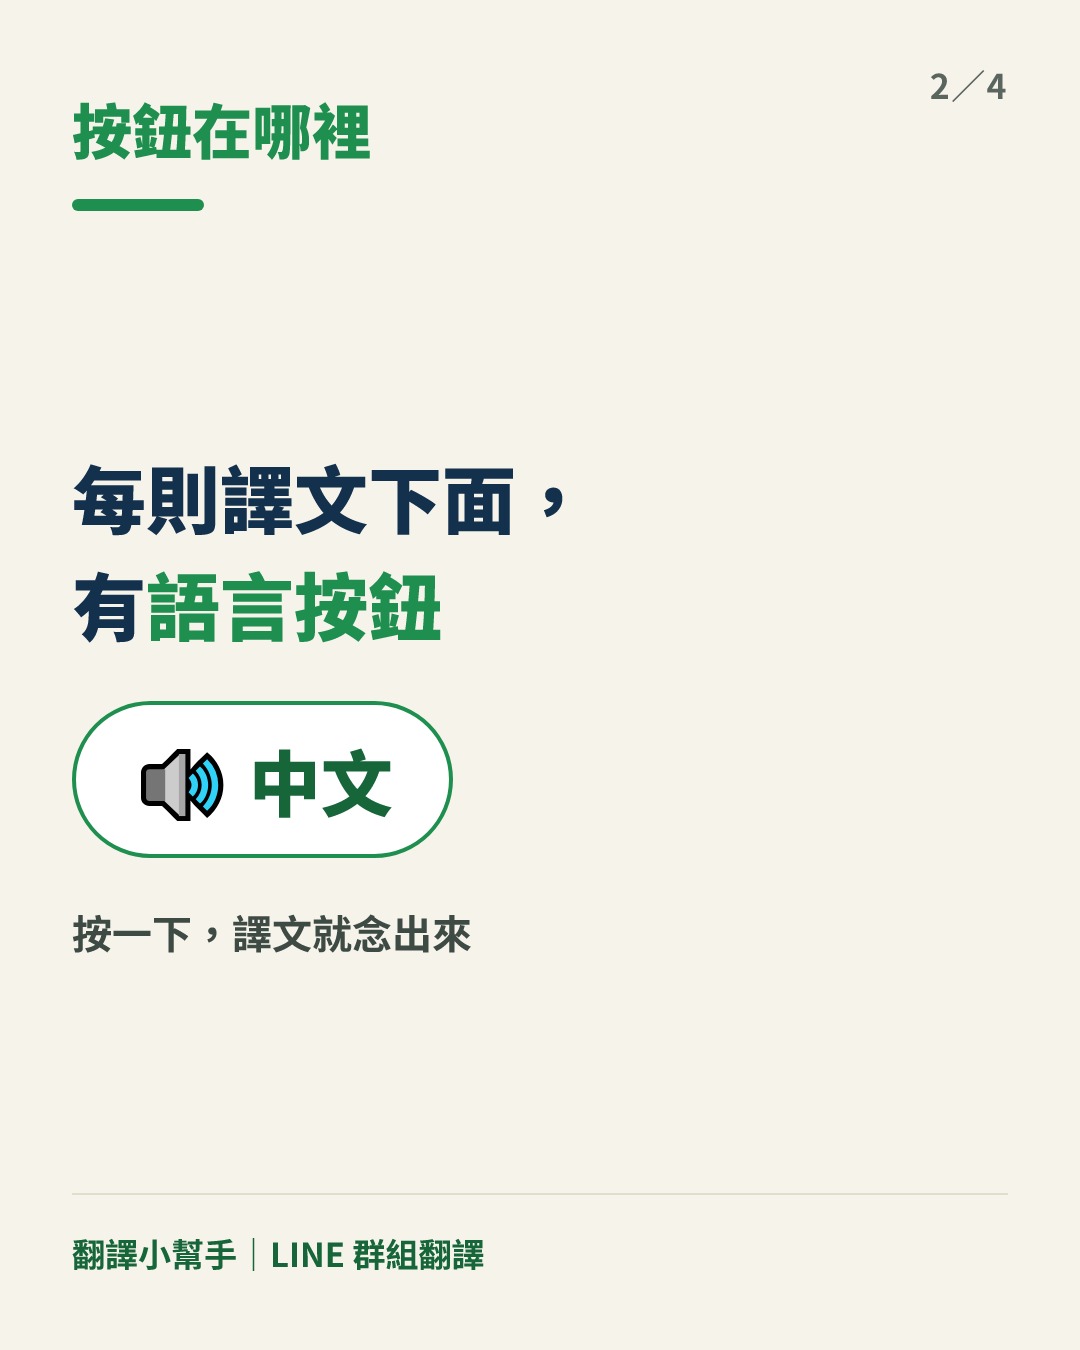 2／4
按鈕在哪裡
每則譯文下面，
有語言按鈕
中文
按一下，譯文就念出來
翻譯小幫手｜LINE 群組翻譯